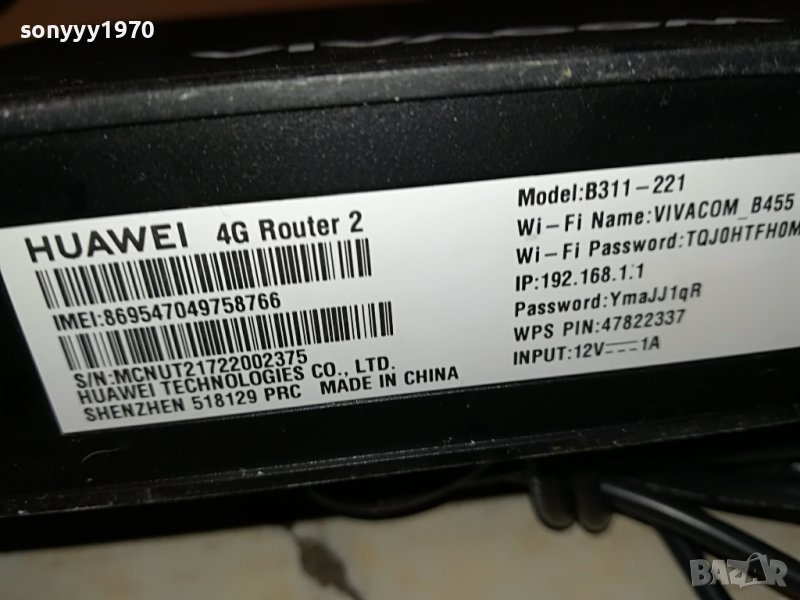 sonyyy1970
HUAWEI 4G Router 2
IMEI:869547049758766
S/N:MCNUT21722002375
HUAWEI TECHNOLOGIES CO., LTD.
SHENZHEN 518129 PRC MADE IN CHINA
Model:B311-221
Wi-Fi Name:VIVACOM_B455
Wi-Fi Password:TQJ0HTFH0M
IP:192.168.1.1
Password:YmaJJ1qR
WPS PIN:47822337
INPUT:12V⎓1A
BAZAR